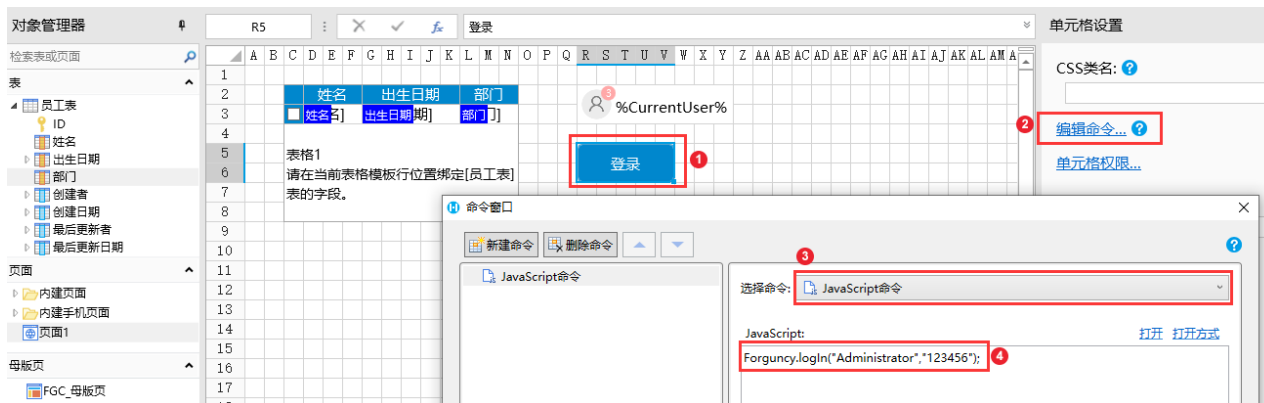 对象管理器
R5
登录
单元格设置
检索表或页面
A B C D E F G H I J K L M N O P Q R S T U V W X Y Z AA AB AC AD AE AF AG AH AI AJ AK AL AM A
CSS类名:
表
1
员工表
2
姓名 出生日期 部门
3
%CurrentUser%
ID
3
姓名名] 出生日期期] 部门]
2
编辑命令...
姓名
4
出生日期
5
表格1
登录
1
单元格权限...
部门
6
请在当前表格模板行位置绑定[员工表]
创建者
7
表的字段。
创建日期
8
命令窗口
最后更新者
9
最后更新日期
10
新建命令 删除命令
3
页面
11
JavaScript命令
选择命令: JavaScript命令
内建页面
12
内建手机页面
13
页面1
14
JavaScript:
打开 打开方式
15
Forguncy.logIn("Administrator","123456");
4
母版页
16
FGC_母版页
17